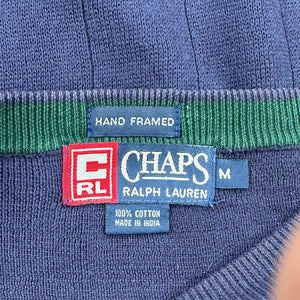 HAND FRAMED
C RL
CHAPS
RALPH LAUREN
M
100% COTTON
MADE IN INDIA